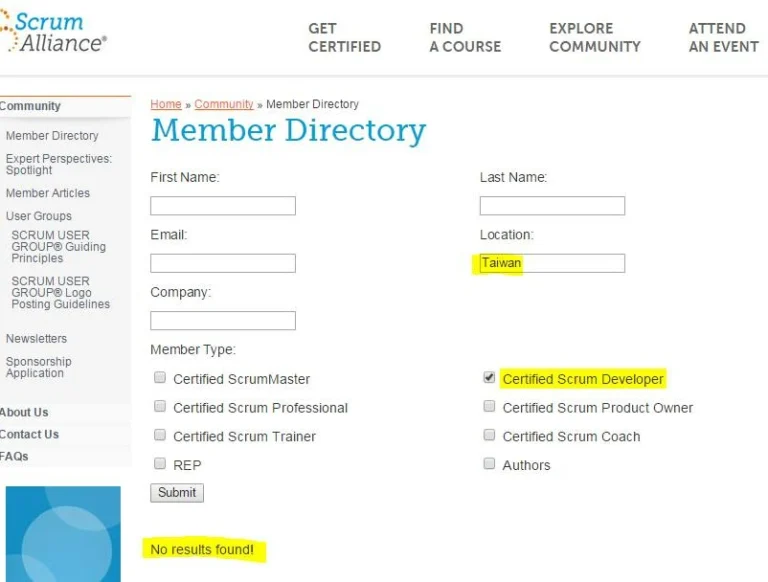 Scrum
Alliance®
GET
CERTIFIED
FIND
A COURSE
EXPLORE
COMMUNITY
ATTEND
AN EVENT
Community
Member Directory
Expert Perspectives:
Spotlight
Member Articles
User Groups
SCRUM USER
GROUP® Guiding
Principles
SCRUM USER
GROUP® Logo
Posting Guidelines
Newsletters
Sponsorship
Application
About Us
Contact Us
FAQs
Home » Community » Member Directory
Member Directory
First Name:
Last Name:
Email:
Location:
Taiwan
Company:
Member Type:
Certified ScrumMaster
Certified Scrum Developer
Certified Scrum Professional
Certified Scrum Product Owner
Certified Scrum Trainer
Certified Scrum Coach
REP
Authors
Submit
No results found!